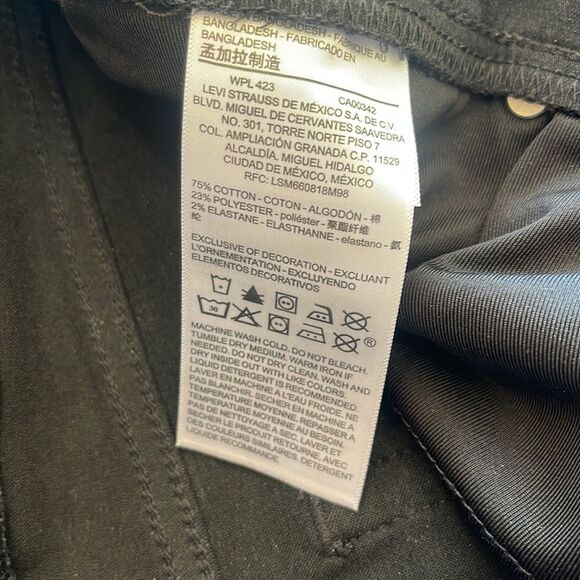 BANGLADESH - FABRIQUÉ AU
BANGLADESH - FABRICADO EN
BANGLADESH
孟加拉制造
WPL 423 CA00342
LEVI STRAUSS DE MÉXICO S.A. DE C.V.
BLVD. MIGUEL DE CERVANTES SAAVEDRA
NO. 301, TORRE NORTE PISO 7
COL. AMPLIACIÓN GRANADA C.P. 11529
ALCALDÍA. MIGUEL HIDALGO
CIUDAD DE MÉXICO, MÉXICO
RFC: LSM660818M98
75% COTTON - COTON - ALGODÓN - 棉
23% POLYESTER - poliéster - 聚酯纤维
2% ELASTANE - ELASTHANNE - elastano - 氨
纶
EXCLUSIVE OF DECORATION - EXCLUANT
L'ORNEMENTATION - EXCLUYENDO
ELEMENTOS DECORATIVOS
30 ®
MACHINE WASH COLD. DO NOT BLEACH.
TUMBLE DRY MEDIUM. WARM IRON IF
NEEDED. DO NOT DRY CLEAN. WASH AND
DRY INSIDE OUT WITH LIKE COLORS.
LIQUID DETERGENT IS RECOMMENDED.
LAVER EN MACHINE À L'EAU FROIDE. NE
PAS BLANCHIR. SÉCHER EN MACHINE À
TEMPÉRATURE MOYENNE. REPASSER À
TEMPÉRATURE MOYENNE AU BESOIN.
PAS DE NETTOYAGE À SEC. LAVER ET
SÉCHER LE PRODUIT RETOURNÉ, AVEC
DES COULEURS SIMILAIRES. DÉTERGENT
LIQUIDE RECOMMANDÉ.